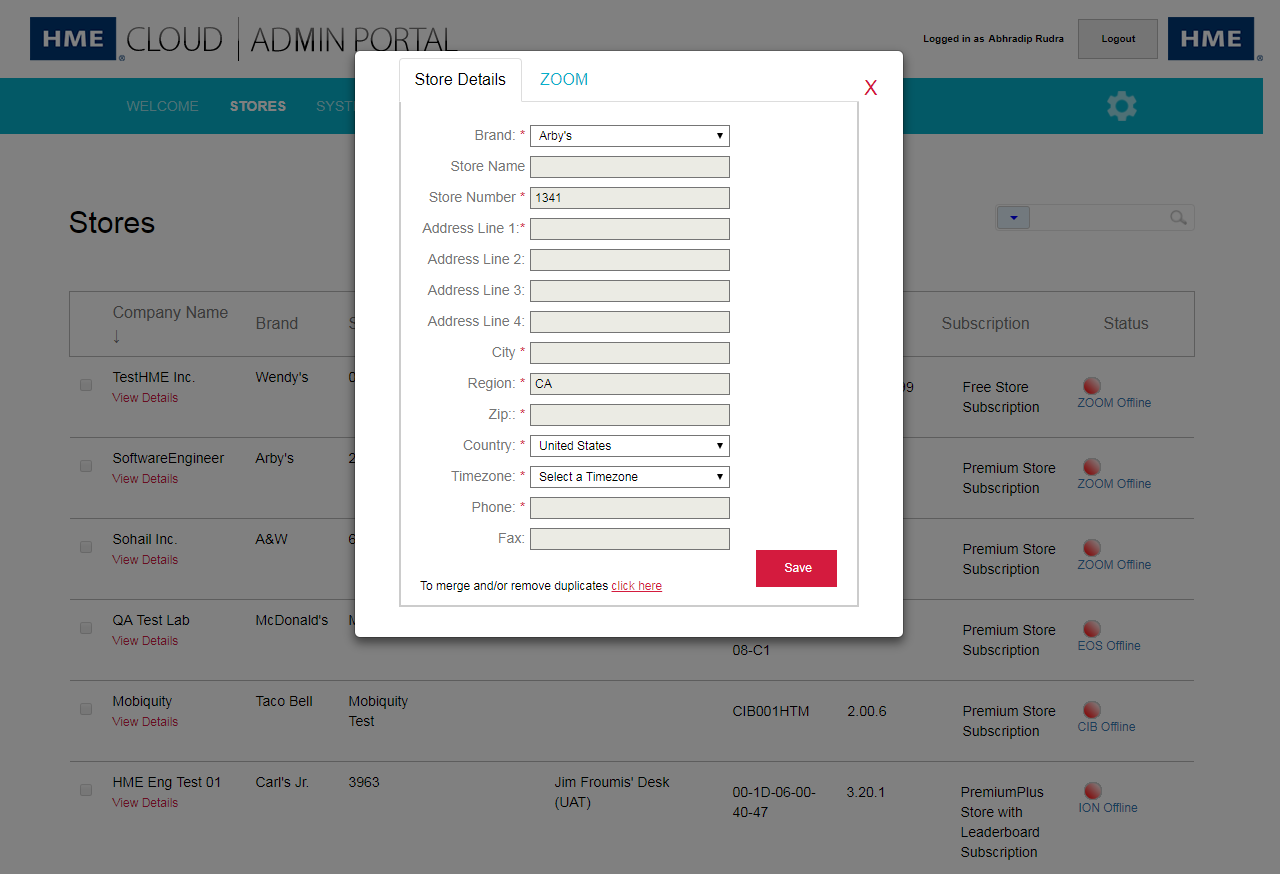 HME CLOUD ADMIN PORTAL
Logged in as Abhradip Rudra
Logout
HME
WELCOME STORES SYST
Store Details ZOOM
X
Brand: * Arby's
Store Name
Store Number * 1341
Address Line 1:*
Address Line 2:
Address Line 3:
Address Line 4:
City *
Region: * CA
Zip:: *
Country: * United States
Timezone: * Select a Timezone
Phone: *
Fax:
Save
To merge and/or remove duplicates click here
Stores
Company Name ↓ Brand S Subscription Status
TestHME Inc. Wendy's 0 99 Free Store ZOOM Offline
View Details Subscription
SoftwareEngineer Arby's 2 Premium Store ZOOM Offline
View Details Subscription
Sohail Inc. A&W 6 Premium Store ZOOM Offline
View Details Subscription
QA Test Lab McDonald's M Premium Store EOS Offline
View Details 08-C1 Subscription
Mobiquity Taco Bell Mobiquity CIB001HTM 2.00.6 Premium Store CIB Offline
View Details Test Subscription
HME Eng Test 01 Carl's Jr. 3963 Jim Froumis' Desk 00-1D-06-00- 3.20.1 PremiumPlus ION Offline
View Details (UAT) 40-47 Store with
Leaderboard
Subscription